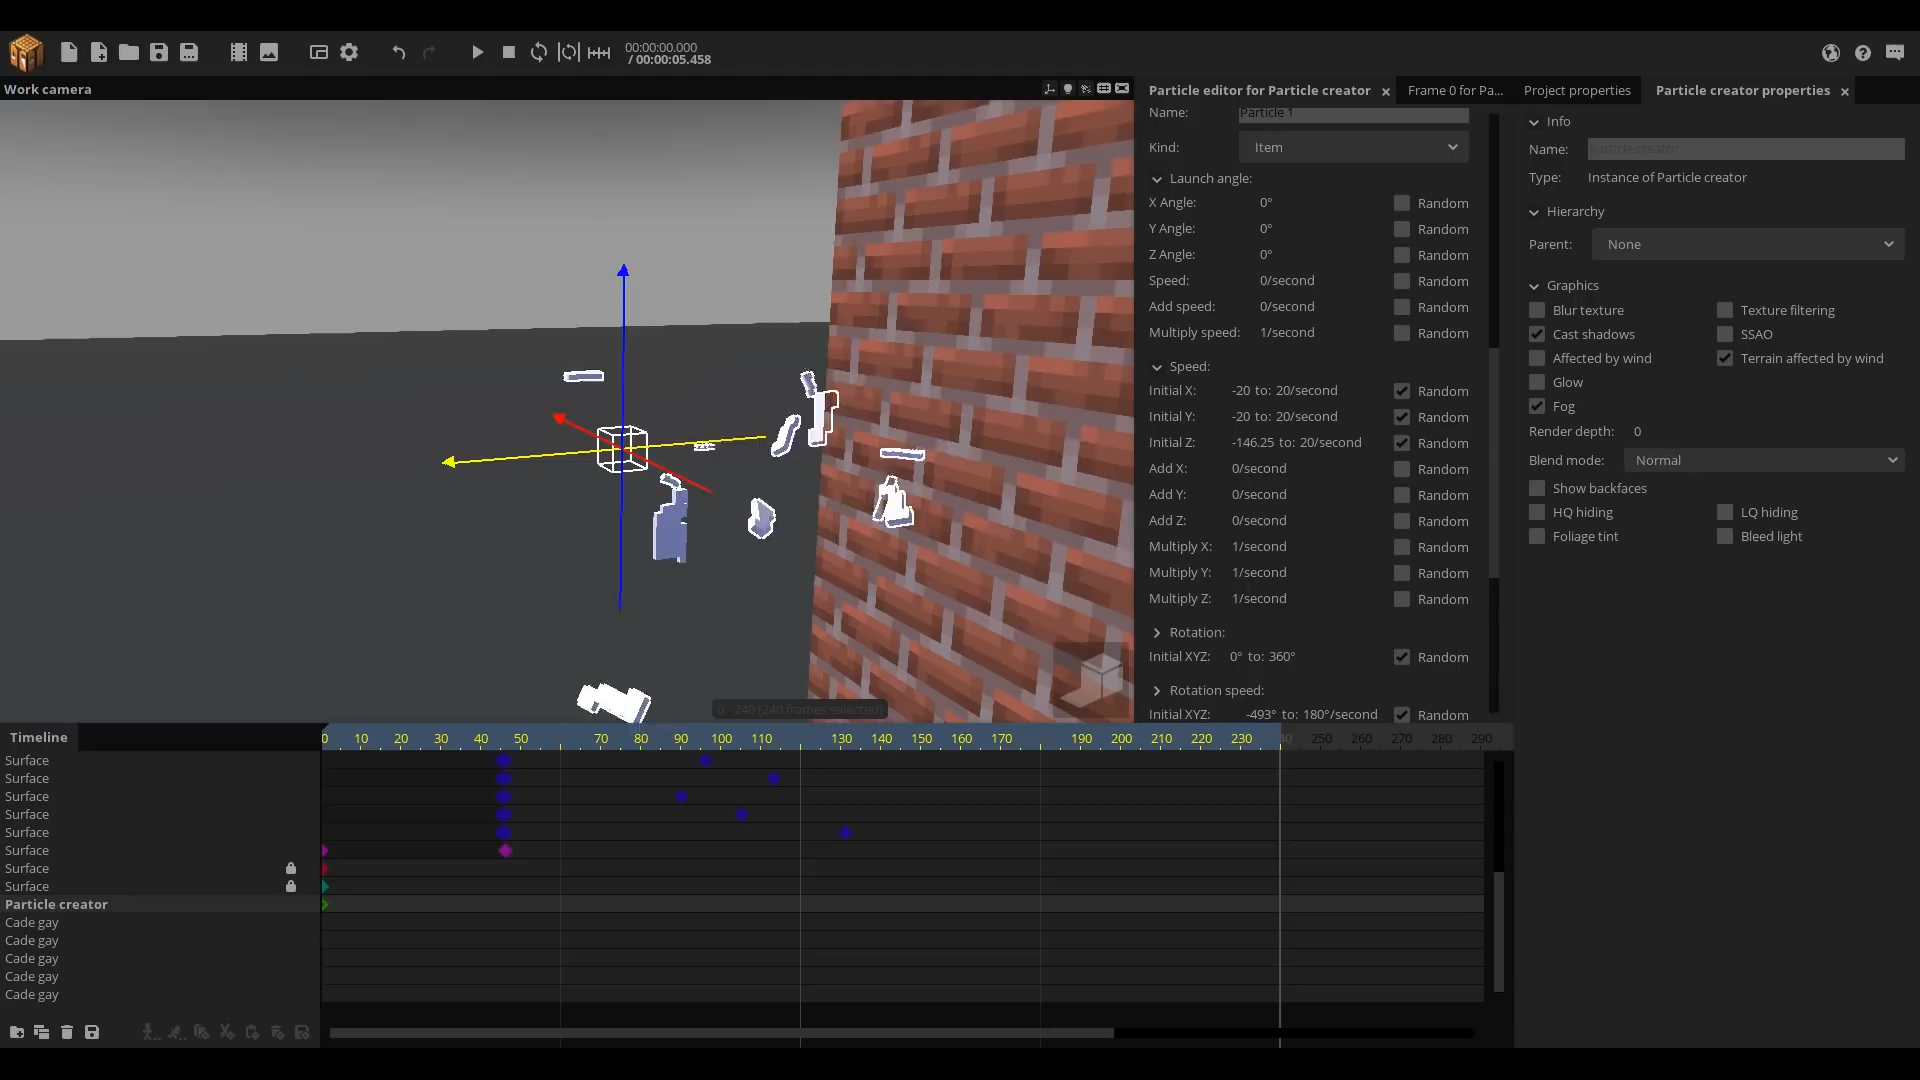 00:00:00.000
/ 00:00:05.458
Work camera
Particle editor for Particle creator
Frame 0 for Pa...
Project properties
Particle creator properties
Name: Particle 1
Kind: Item
Launch angle:
X Angle: 0° Random
Y Angle: 0° Random
Z Angle: 0° Random
Speed: 0/second Random
Add speed: 0/second Random
Multiply speed: 1/second Random
Speed:
Initial X: -20 to: 20/second Random
Initial Y: -20 to: 20/second Random
Initial Z: -146.25 to: 20/second Random
Add X: 0/second Random
Add Y: 0/second Random
Add Z: 0/second Random
Multiply X: 1/second Random
Multiply Y: 1/second Random
Multiply Z: 1/second Random
Rotation:
Initial XYZ: 0° to: 360° Random
Rotation speed:
Initial XYZ: -493° to: 180°/second Random
Info
Name: Particle creator
Type: Instance of Particle creator
Hierarchy
Parent: None
Graphics
Blur texture Texture filtering
Cast shadows SSAO
Affected by wind Terrain affected by wind
Glow
Fog
Render depth: 0
Blend mode: Normal
Show backfaces
HQ hiding LQ hiding
Foliage tint Bleed light
0 - 240 (240 frames selected)
Timeline
0 10 20 30 40 50 70 80 90 100 110 130 140 150 160 170 190 200 210 220 230 40 250 260 270 280 290
Surface
Surface
Surface
Surface
Surface
Surface
Surface
Surface
Particle creator
Cade gay
Cade gay
Cade gay
Cade gay
Cade gay